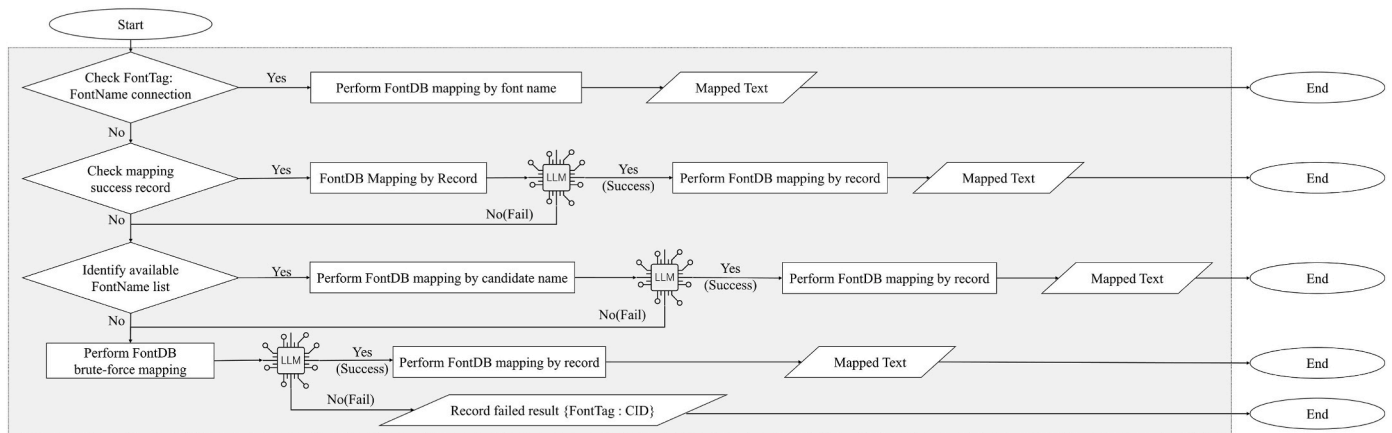 Start
Check FontTag:
FontName connection
Yes
Perform FontDB mapping by font name
Mapped Text
End
No
Check mapping
success record
Yes
FontDB Mapping by Record
LLM
Yes
(Success)
Perform FontDB mapping by record
Mapped Text
End
No(Fail)
No
Identify available
FontName list
Yes
Perform FontDB mapping by candidate name
LLM
Yes
(Success)
Perform FontDB mapping by record
Mapped Text
End
No(Fail)
No
Perform FontDB
brute-force mapping
LLM
Yes
(Success)
Perform FontDB mapping by record
Mapped Text
End
No(Fail)
Record failed result {FontTag : CID}
End